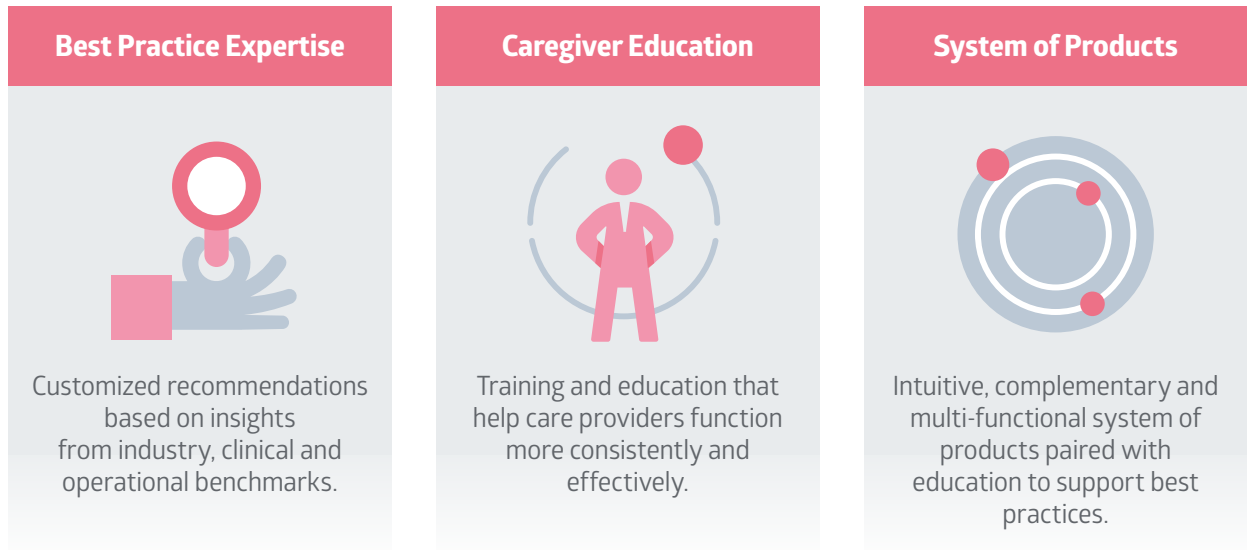 Best Practice Expertise
Customized recommendations
based on insights
from industry, clinical and
operational benchmarks.
Caregiver Education
Training and education that
help care providers function
more consistently and
effectively.
System of Products
Intuitive, complementary and
multi-functional system of
products paired with
education to support best
practices.